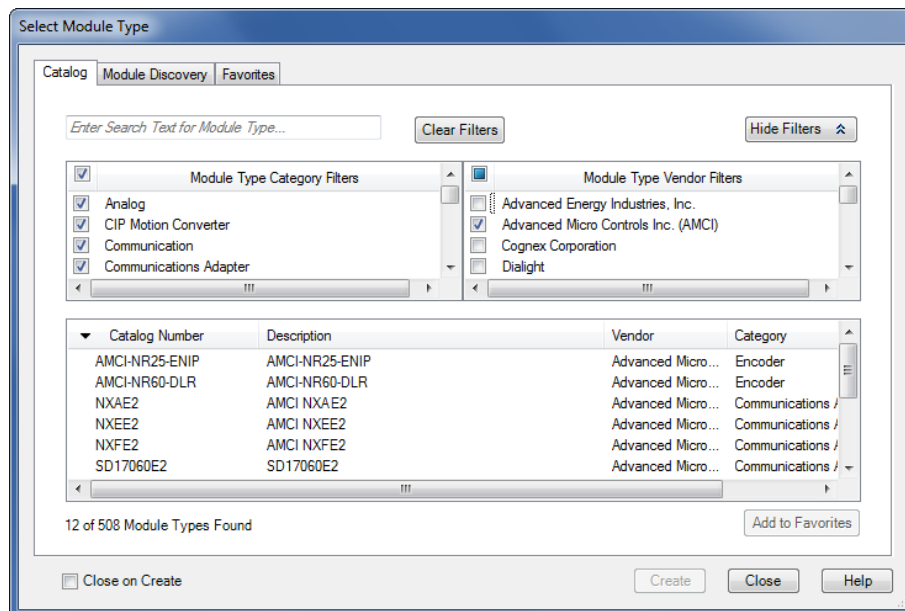 Select Module Type
Catalog Module Discovery Favorites
Enter Search Text for Module Type... Clear Filters Hide Filters
Module Type Category Filters Module Type Vendor Filters
Analog Advanced Energy Industries, Inc.
CIP Motion Converter Advanced Micro Controls Inc. (AMCI)
Communication Cognex Corporation
Communications Adapter Dialight
Catalog Number Description Vendor Category
AMCI-NR25-ENIP AMCI-NR25-ENIP Advanced Micro... Encoder
AMCI-NR60-DLR AMCI-NR60-DLR Advanced Micro... Encoder
NXAE2 AMCI NXAE2 Advanced Micro... Communications A
NXEE2 AMCI NXEE2 Advanced Micro... Communications A
NXFE2 AMCI NXFE2 Advanced Micro... Communications A
SD17060E2 SD17060E2 Advanced Micro... Communications A
12 of 508 Module Types Found Add to Favorites
Close on Create Create Close Help